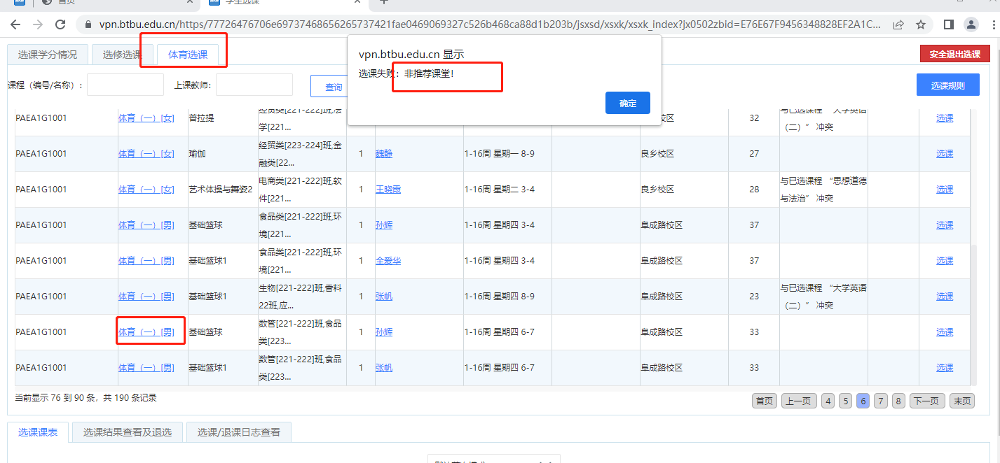 首页
学生选课
vpn.btbu.edu.cn/https/77726476706e69737468656265737421fae0469069327c526b468ca88d1b203b/jsxsd/xsxk/xsxk_index?jx0502zbid=E76E67F9456348828EF2A1C...
选课学分情况 选修选课 体育选课 安全退出选课
vpn.btbu.edu.cn 显示
选课失败：非推荐课堂！
确定
课程（编号/名称）： 上课教师： 查询 选课规则
PAEA1G1001 体育（一）[女] 普拉提 经贸类[221-222]班,法 校区 32 与已选课程 “大学英语 选课
学[221... （二）” 冲突
PAEA1G1001 体育（一）[女] 瑜伽 经贸类[223-224]班,金 1 魏静 1-16周 星期一 8-9 良乡校区 27 选课
融类[22...
PAEA1G1001 体育（一）[女] 艺术体操与舞姿2 电商类[221-222]班,软 1 王晓霞 1-16周 星期二 3-4 良乡校区 28 与已选课程 “思想道德 选课
件[221... 与法治” 冲突
PAEA1G1001 体育（一）[男] 基础篮球 食品类[221-222]班,环 1 孙辉 1-16周 星期四 3-4 阜成路校区 37 选课
境[221...
PAEA1G1001 体育（一）[男] 基础篮球1 食品类[221-222]班,环 1 全爱华 1-16周 星期四 3-4 阜成路校区 37 选课
境[221...
PAEA1G1001 体育（一）[男] 基础篮球1 生物[221-222]班,香料 1 张帆 1-16周 星期四 8-9 阜成路校区 23 与已选课程 “大学英语 选课
22班,应... （二）” 冲突
PAEA1G1001 体育（一）[男] 基础篮球 数管[221-222]班,食品 1 孙辉 1-16周 星期四 6-7 阜成路校区 33 选课
类[223...
PAEA1G1001 体育（一）[男] 基础篮球1 数管[221-222]班,食品 1 张帆 1-16周 星期四 6-7 阜成路校区 33 选课
类[223...
当前显示 76 到 90 条，共 190 条记录 首页 上一页 4 5 6 7 8 下一页 末页
选课课表 选课结果查看及退选 选课/退课日志查看